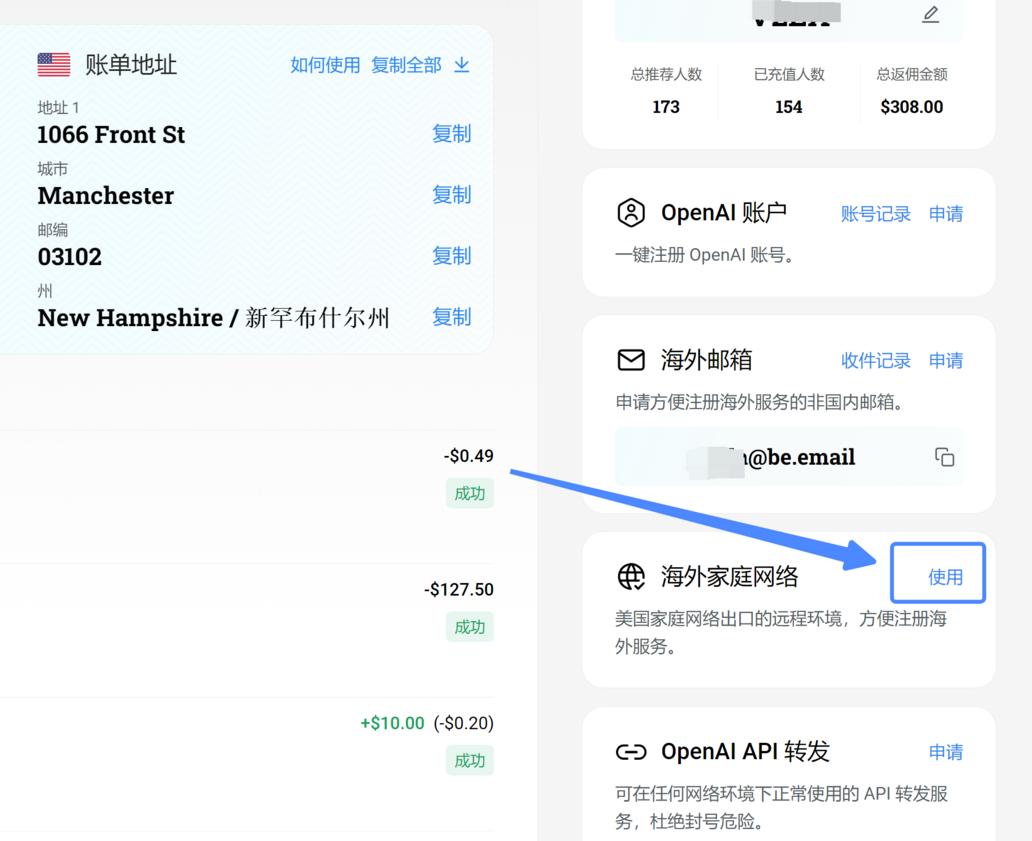 账单地址
如何使用 复制全部
地址 1
1066 Front St 复制
城市
Manchester 复制
邮编
03102 复制
州
New Hampshire / 新罕布什尔州 复制
-$0.49
成功
-$127.50
成功
+$10.00 (-$0.20)
成功
总推荐人数 已充值人数 总返佣金额
173 154 $308.00
OpenAI 账户 账号记录 申请
一键注册 OpenAI 账号。
海外邮箱 收件记录 申请
申请方便注册海外服务的非国内邮箱。
@be.email
海外家庭网络 使用
美国家庭网络出口的远程环境，方便注册海
外服务。
OpenAI API 转发 申请
可在任何网络环境下正常使用的 API 转发服
务，杜绝封号危险。